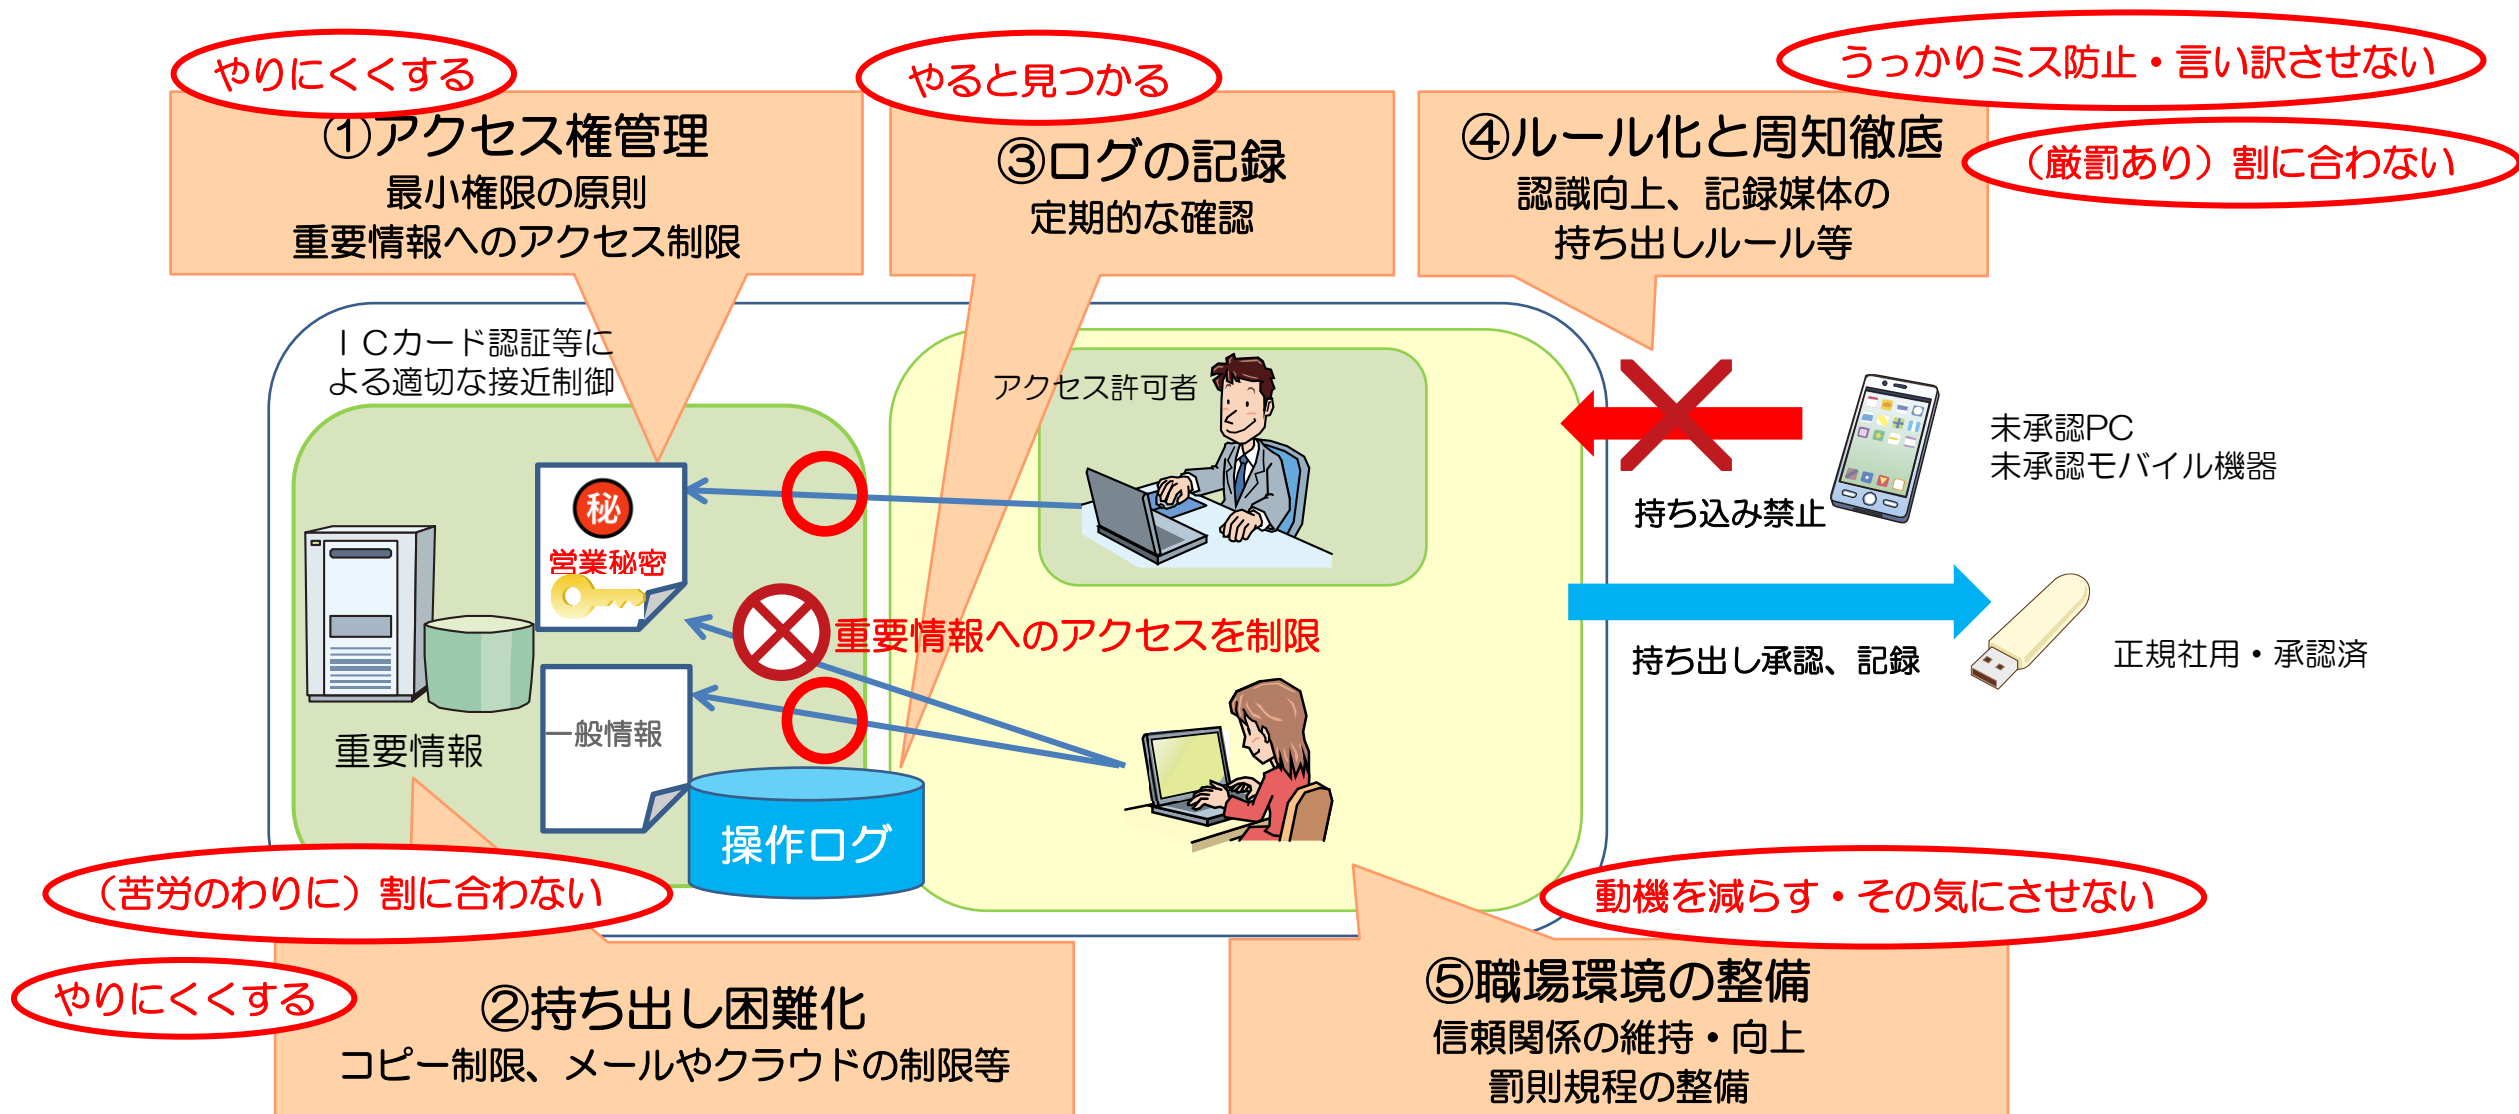 やりにくくする
①アクセス権管理
最小権限の原則
重要情報へのアクセス制限
やると見つかる
③ログの記録
定期的な確認
うっかりミス防止・言い訳させない
④ルール化と周知徹底
（厳罰あり）割に合わない
認識向上、記録媒体の
持ち出しルール等
ＩＣカード認証等に
よる適切な接近制御
アクセス許可者
未承認PC
未承認モバイル機器
持ち込み禁止
秘
営業秘密
重要情報へのアクセスを制限
持ち出し承認、記録
正規社用・承認済
一般情報
重要情報
操作ログ
（苦労のわりに）割に合わない
やりにくくする
②持ち出し困難化
コピー制限、メールやクラウドの制限等
動機を減らす・その気にさせない
⑤職場環境の整備
信頼関係の維持・向上
罰則規程の整備